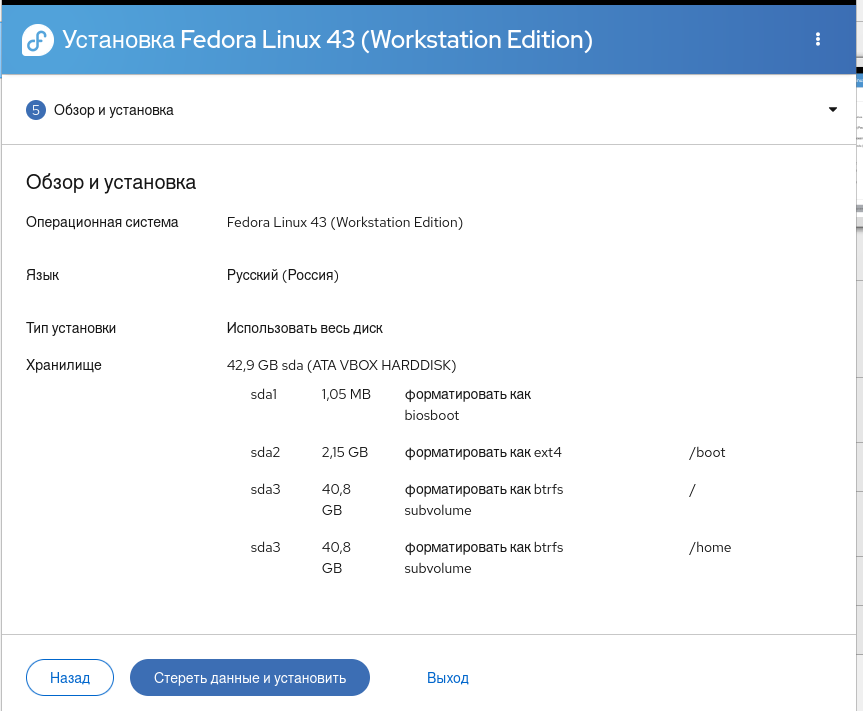 Установка Fedora Linux 43 (Workstation Edition)
5 Обзор и установка
Обзор и установка
Операционная система Fedora Linux 43 (Workstation Edition)
Язык Русский (Россия)
Тип установки Использовать весь диск
Хранилище 42,9 GB sda (ATA VBOX HARDDISK)
sda1 1,05 MB форматировать как
biosboot
sda2 2,15 GB форматировать как ext4 /boot
sda3 40,8 форматировать как btrfs /
GB subvolume
sda3 40,8 форматировать как btrfs /home
GB subvolume
Назад Стереть данные и установить Выход